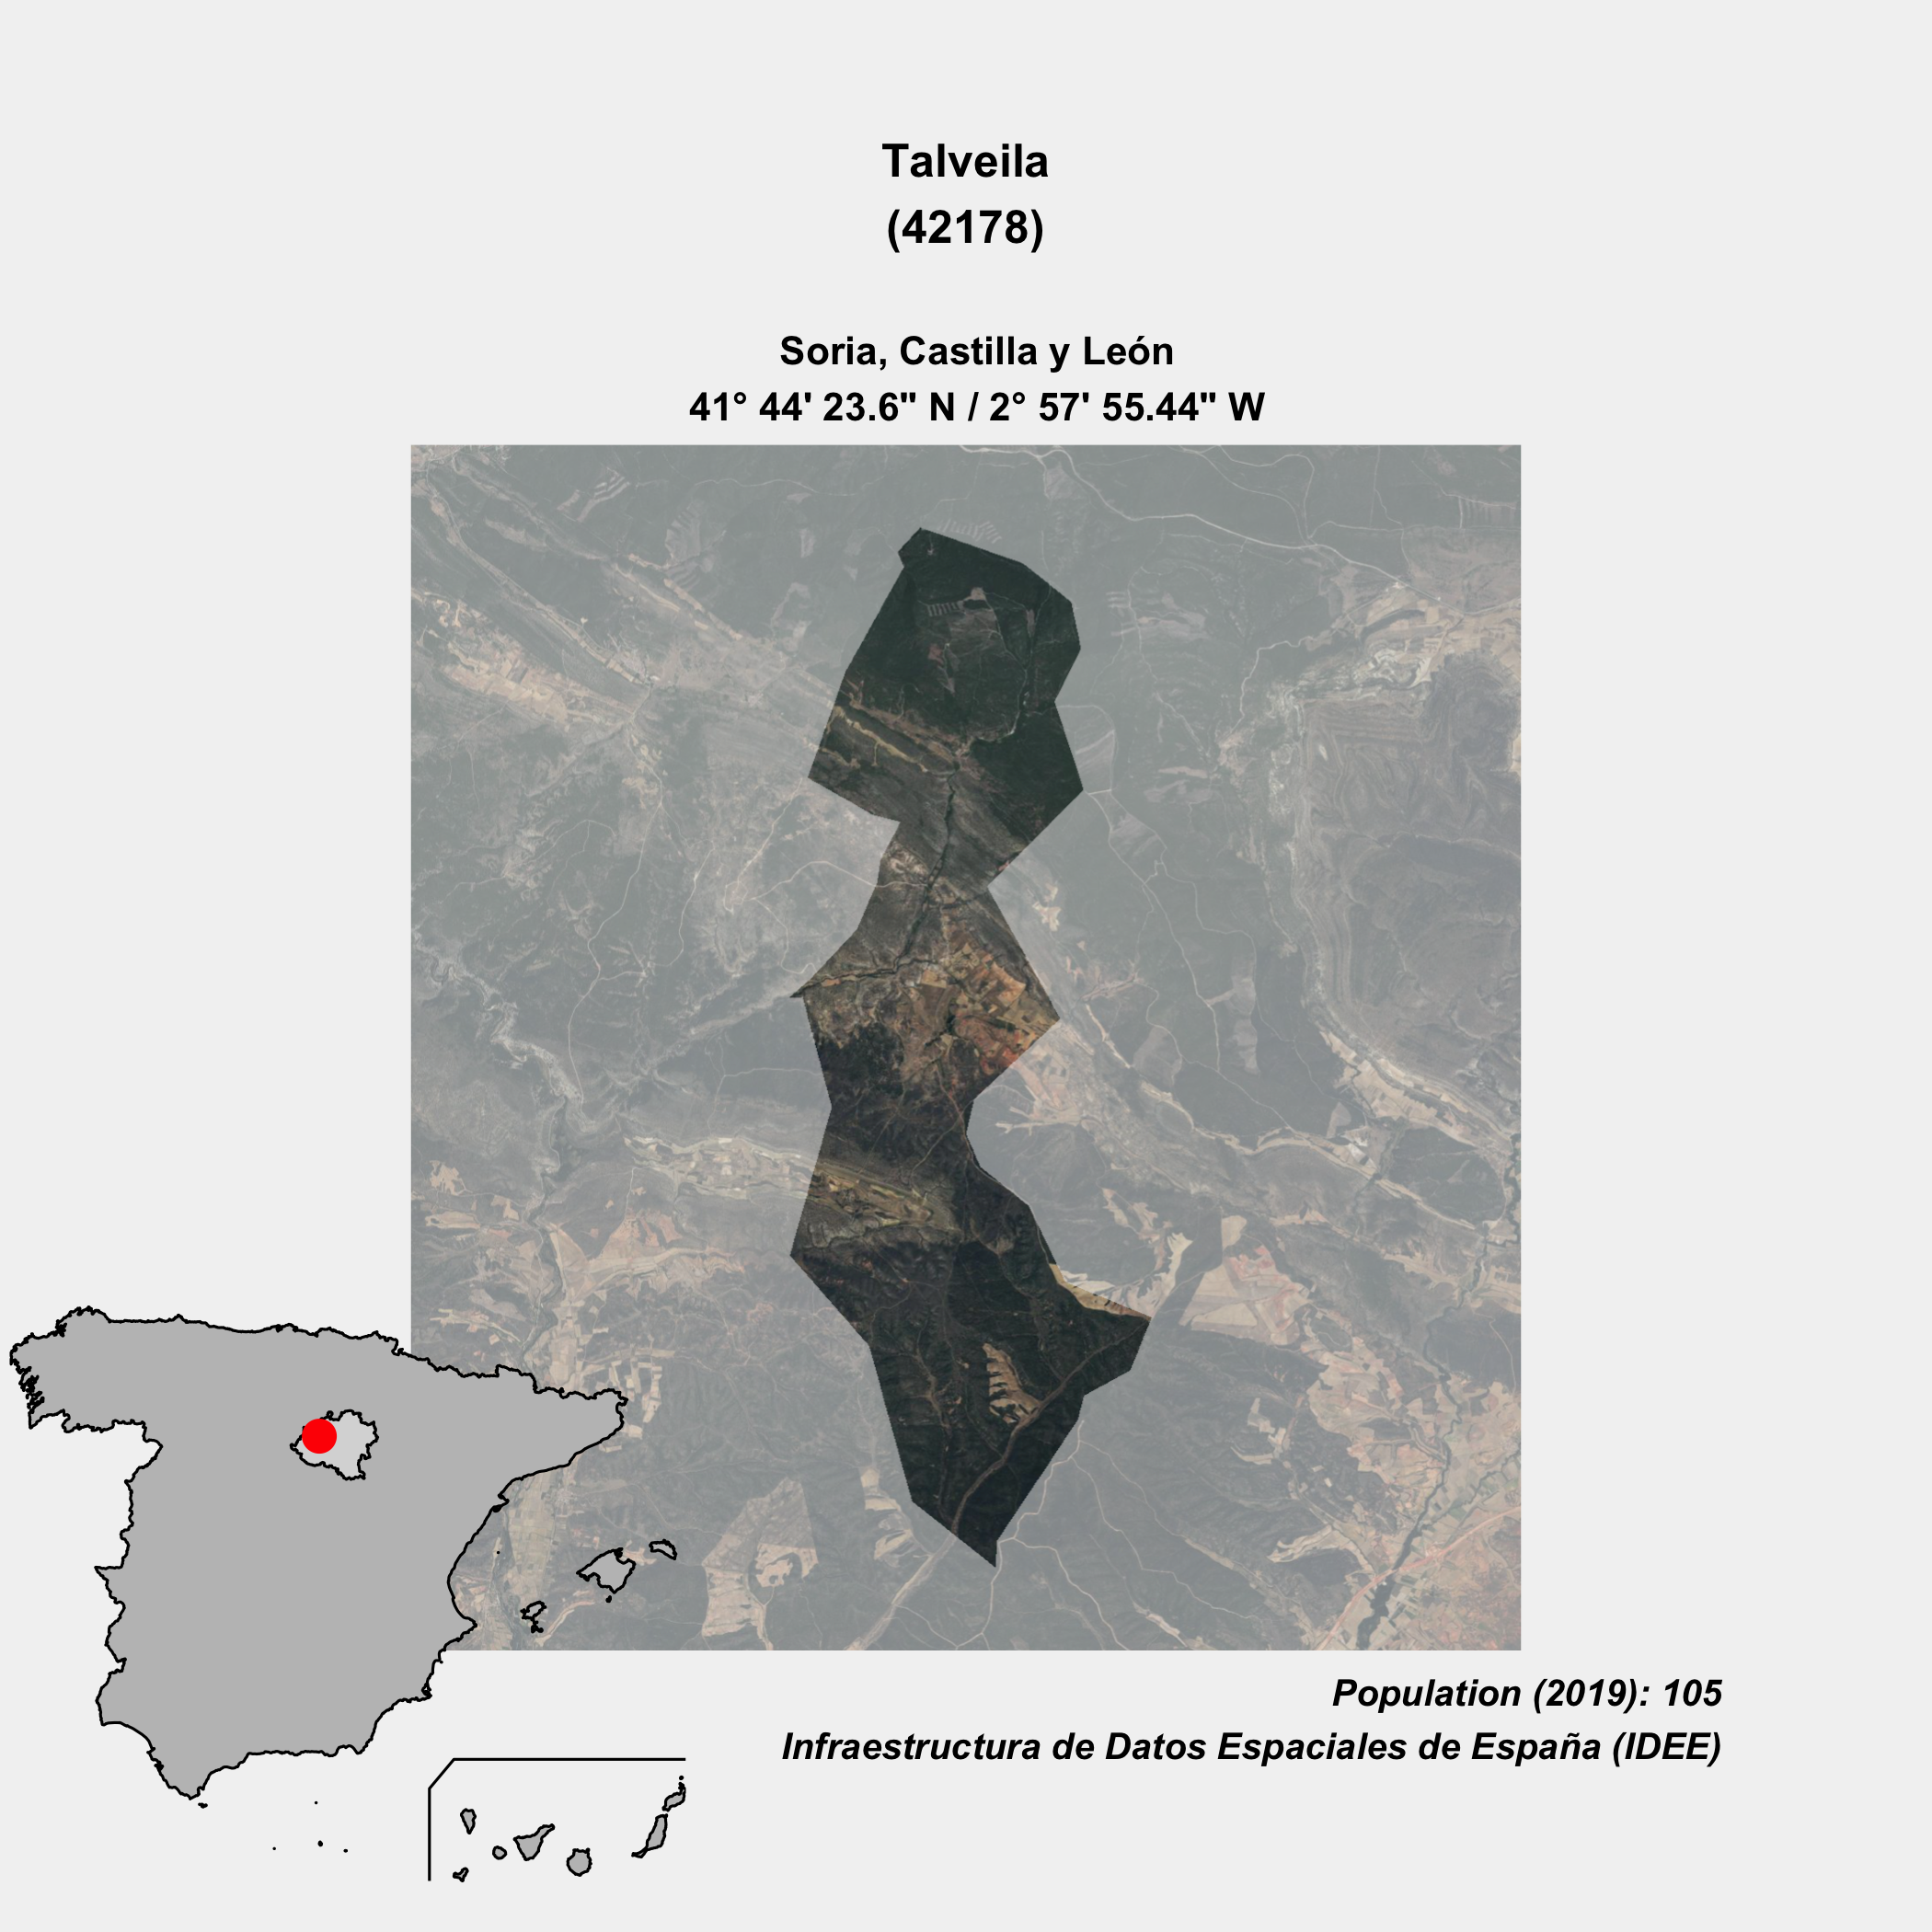 Talveila
(42178)
Soria, Castilla y León
41° 44' 23.6" N / 2° 57' 55.44" W
Population (2019): 105
Infraestructura de Datos Espaciales de España (IDEE)